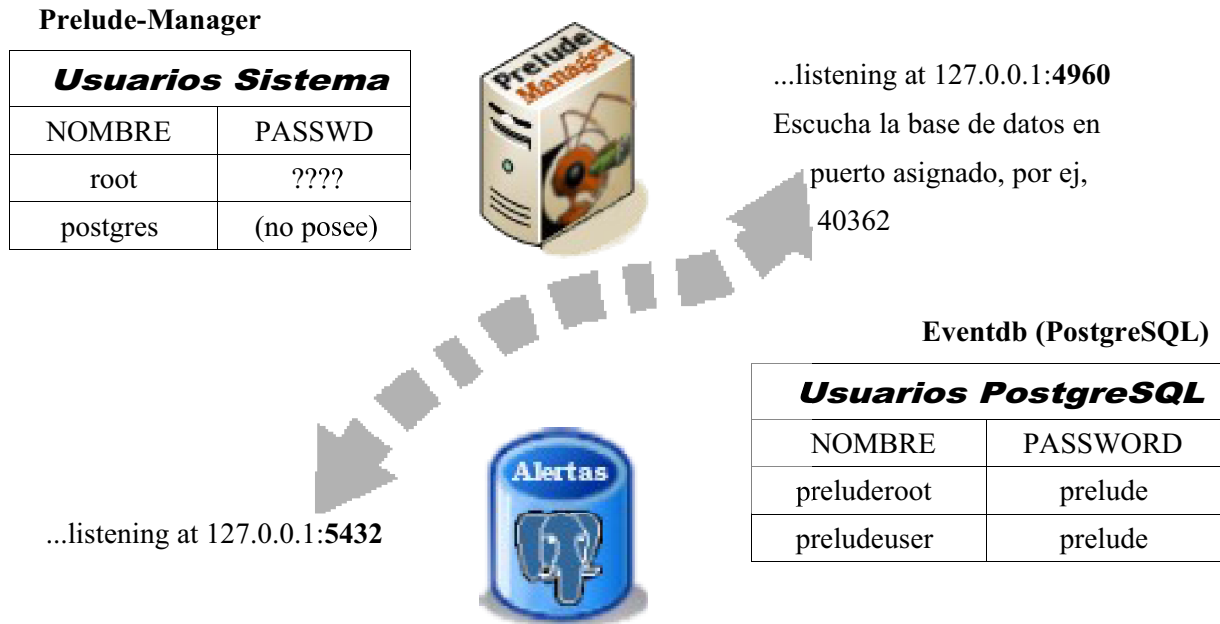 Prelude-Manager
Usuarios Sistema
NOMBRE PASSWD
root ????
postgres (no posee)
Prelude
Manager
...listening at 127.0.0.1:4960
Escucha la base de datos en
puerto asignado, por ej,
40362
Eventdb (PostgreSQL)
Usuarios PostgreSQL
NOMBRE PASSWORD
preluderoot prelude
preludeuser prelude
Alertas
...listening at 127.0.0.1:5432